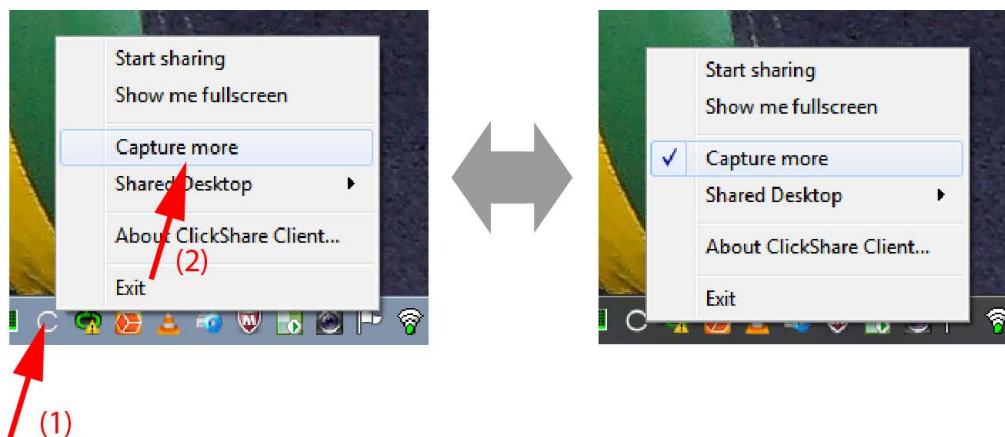 Start sharing
Show me fullscreen
Capture more
Shared Desktop
About ClickShare Client...
(2)
Exit
(1)
Start sharing
Show me fullscreen
Capture more
Shared Desktop
About ClickShare Client...
Exit